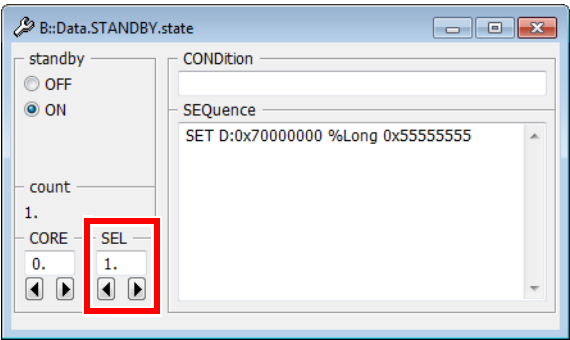 B::Data.STANDBY.state
standby
OFF
ON
count
1.
CORE
0.
SEL
1.
CONDition
SEQuence
SET D:0x70000000 %Long 0x55555555